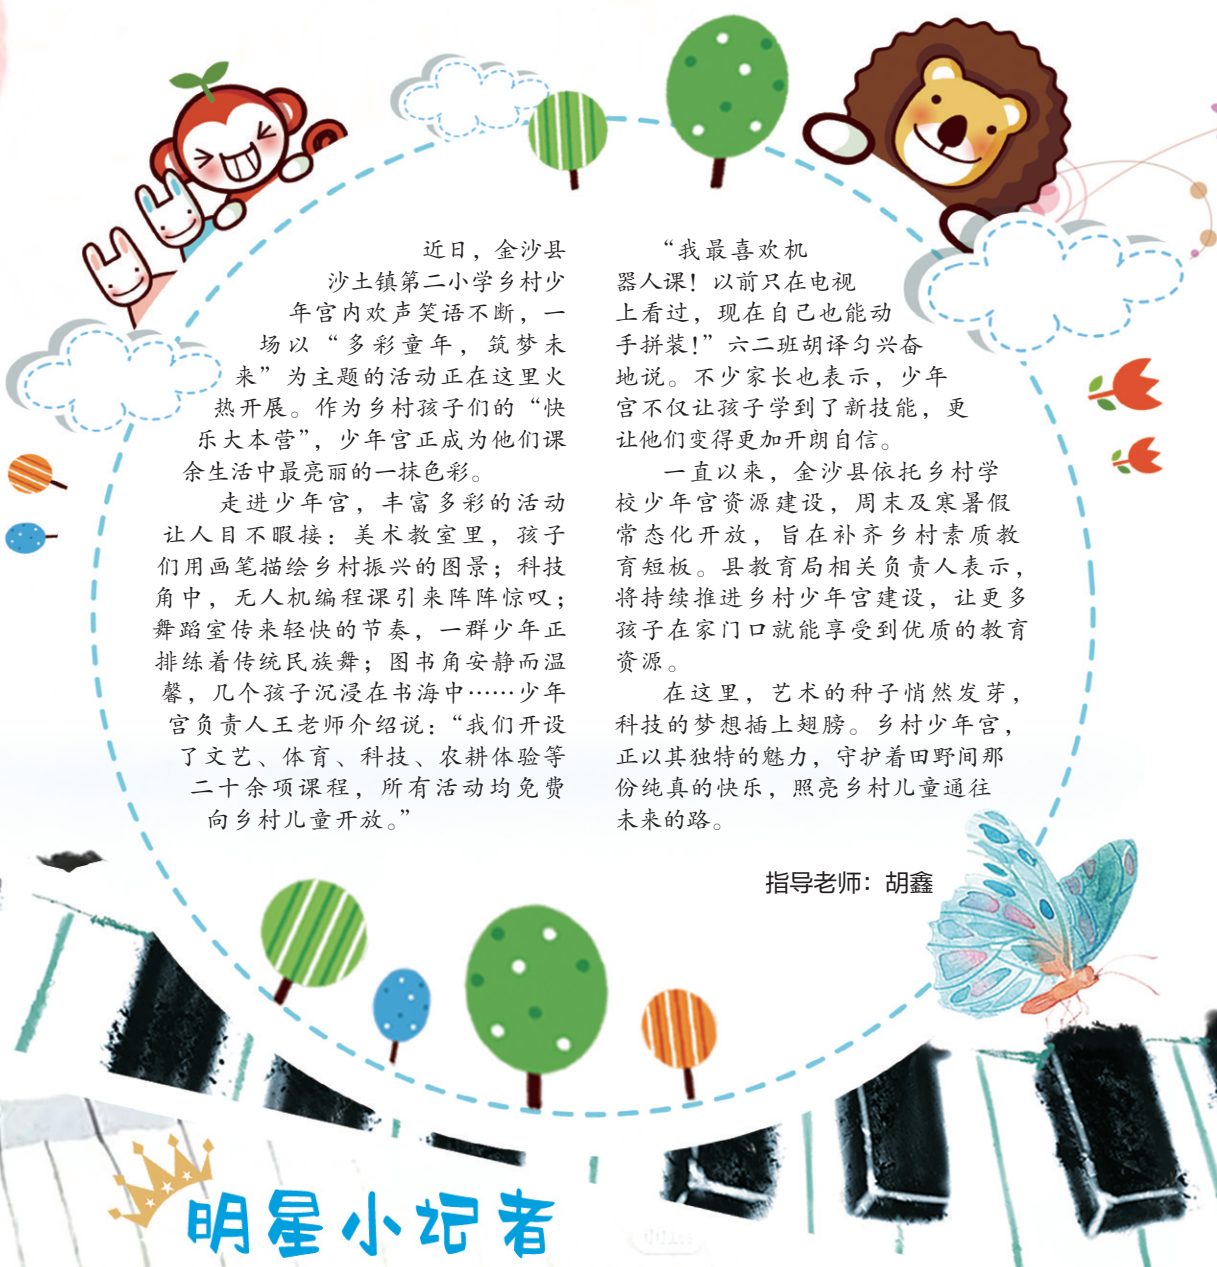 近日，金沙县
沙土镇第二小学乡村少
年宫内欢声笑语不断，一
场以“多彩童年，筑梦未
来”为主题的活动正在这里火
热开展。作为乡村孩子们的“快
乐大本营”，少年宫正成为他们课
余生活中最亮丽的一抹色彩。
走进少年宫，丰富多彩的活动
让人目不暇接：美术教室里，孩子
们用画笔描绘乡村振兴的图景；科技
角中，无人机编程课引来阵阵惊叹；
舞蹈室传来轻快的节奏，一群少年正
排练着传统民族舞；图书角安静而温
馨，几个孩子沉浸在书海中……少年
宫负责人王老师介绍说：“我们开设
了文艺、体育、科技、农耕体验等
二十余项课程，所有活动均免费
向乡村儿童开放。”
“我最喜欢机
器人课！以前只在电视
上看过，现在自己也能动
手拼装！”六二班胡译匀兴奋
地说。不少家长也表示，少年
宫不仅让孩子学到了新技能，更
让他们变得更加开朗自信。
一直以来，金沙县依托乡村学
校少年宫资源建设，周末及寒暑假
常态化开放，旨在补齐乡村素质教
育短板。县教育局相关负责人表示，
将持续推进乡村少年宫建设，让更多
孩子在家门口就能享受到优质的教育
资源。
在这里，艺术的种子悄然发芽，
科技的梦想插上翅膀。乡村少年宫，
正以其独特的魅力，守护着田野间那
份纯真的快乐，照亮乡村儿童通往
未来的路。
指导老师：胡鑫
明星小记者